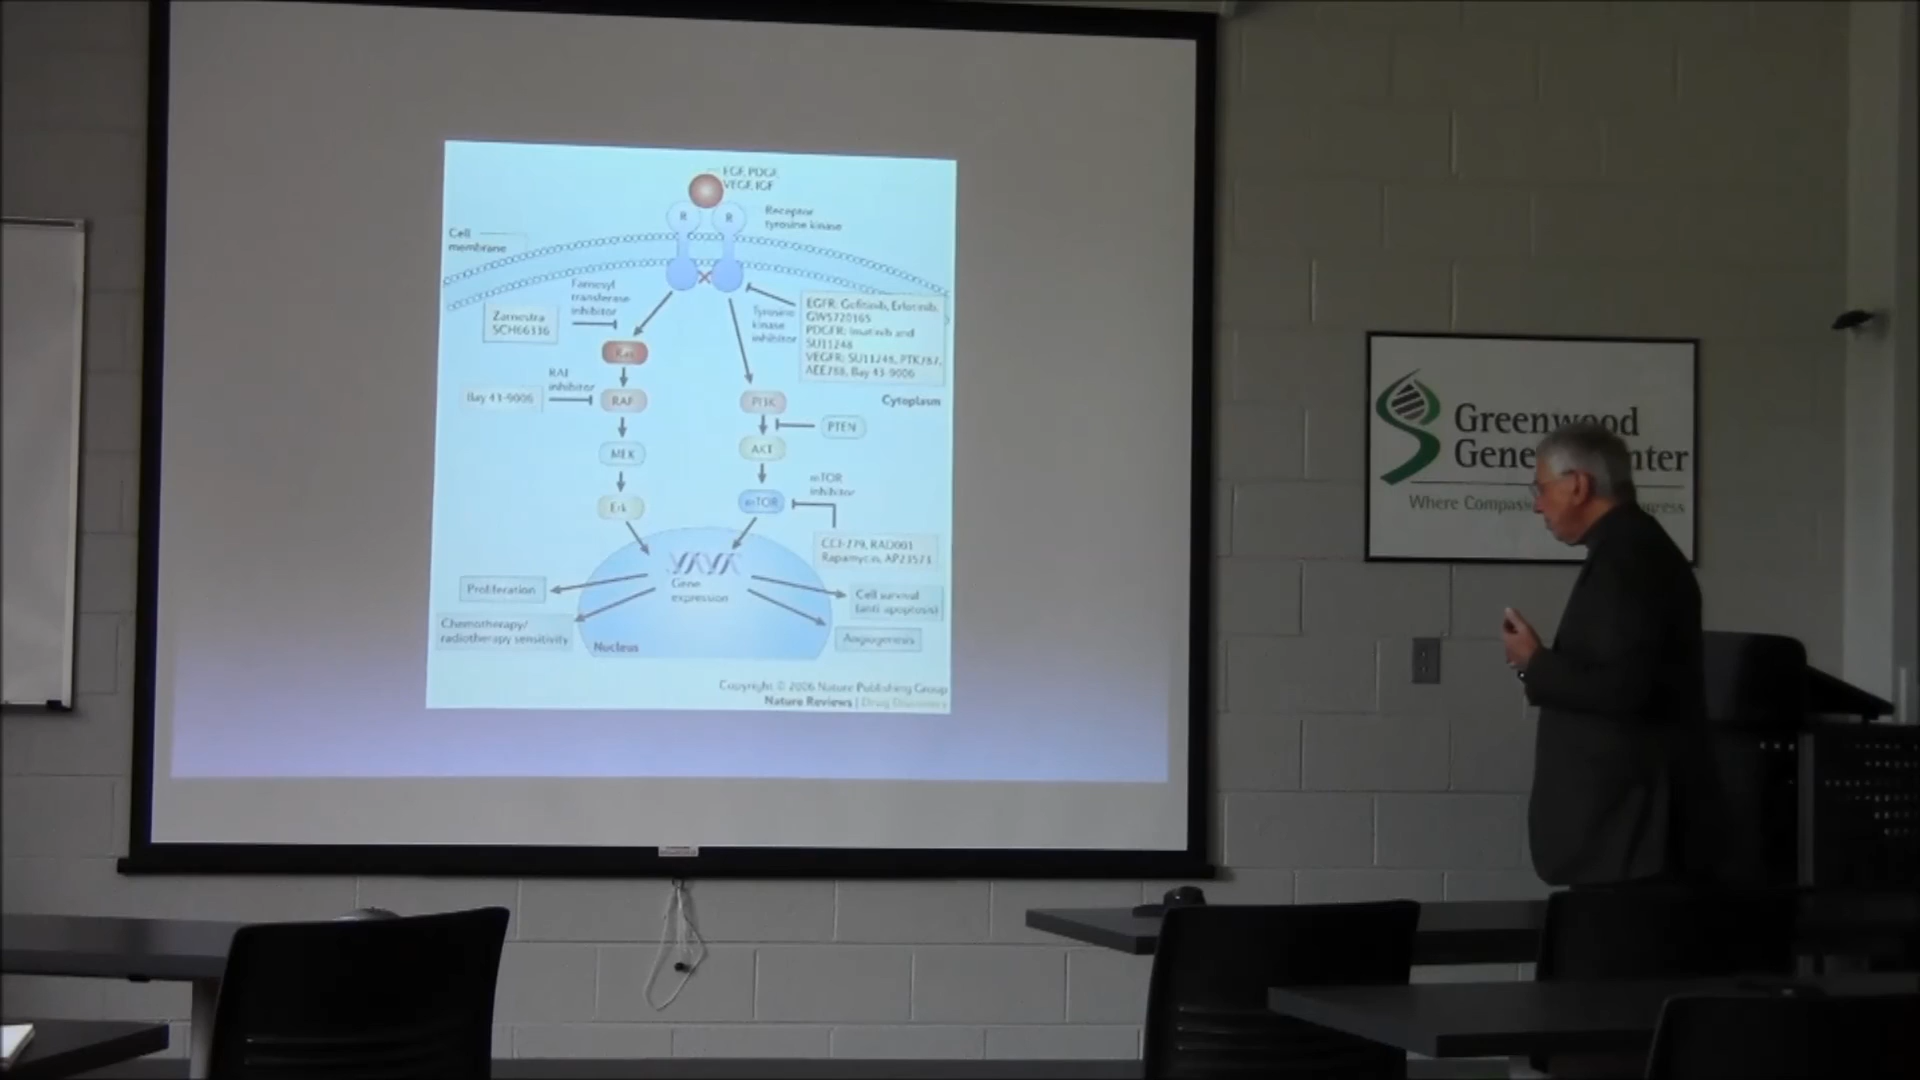 EGF, PDGF,
VEGF, IGF
R
R
Receptor
tyrosine kinase
Cell
membrane
Farnesyl
transferase
inhibitor
Zarnestra
SCH66336
Tyrosine
kinase
inhibitor
EGFR: Gefitinib, Erlotinib,
GW572016S
PDGFR: Imatinib and
SU11248
VEGFR: SU11248, PTK787,
AEE788, Bay 43-9006
Ras
RAF
inhibitor
Bay 43-9006
RAF
PI3K
Cytoplasm
PTEN
MEK
AKT
mTOR
inhibitor
Erk
mTOR
CCI-779, RAD001
Rapamycin, AP23573
Gene
expression
Proliferation
Cell survival
(anti-apoptosis)
Chemotherapy/
radiotherapy sensitivity
Angiogenesis
Nucleus
Copyright © 2006 Nature Publishing Group
Nature Reviews | Drug Discovery
Greenwood
Gene nter
Where Compas gress